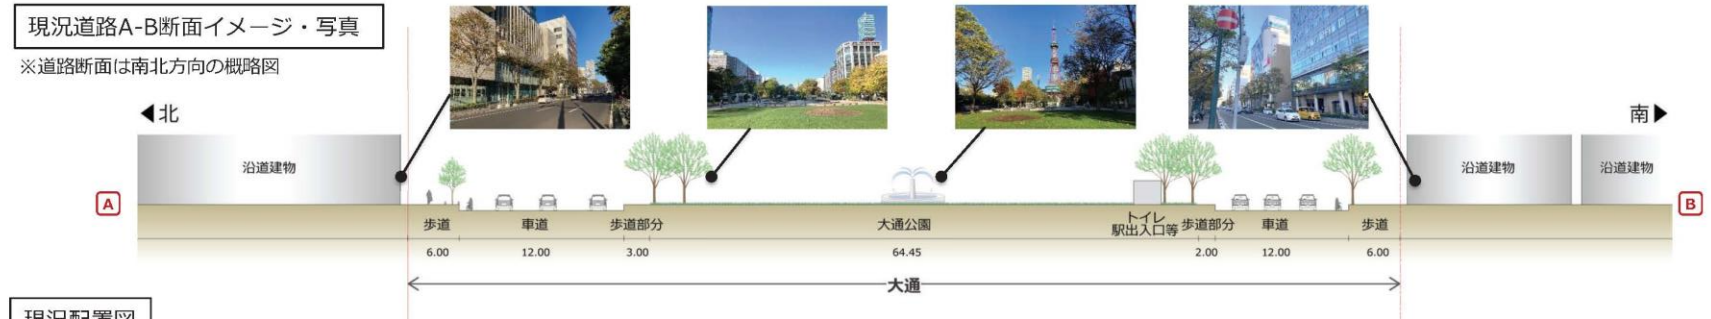 現況道路A-B断面イメージ・写真
※道路断面は南北方向の概略図
◀北
南▶
沿道建物
沿道建物
沿道建物
A
B
歩道
車道
歩道部分
大通公園
トイレ
駅出入口等
歩道部分
車道
歩道
6.00
12.00
3.00
64.45
2.00
12.00
6.00
大通
現況配置図